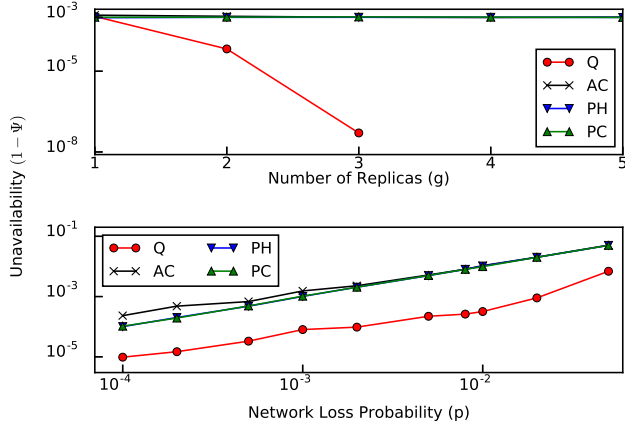 10^-3
10^-5
10^-8
Q
AC
PH
PC
1 2 3 4 5
Number of Replicas (g)
Unavailability (1 − Ψ)
10^-1
10^-3
10^-5
Q PH
AC PC
10^-4 10^-3 10^-2
Network Loss Probability (p)